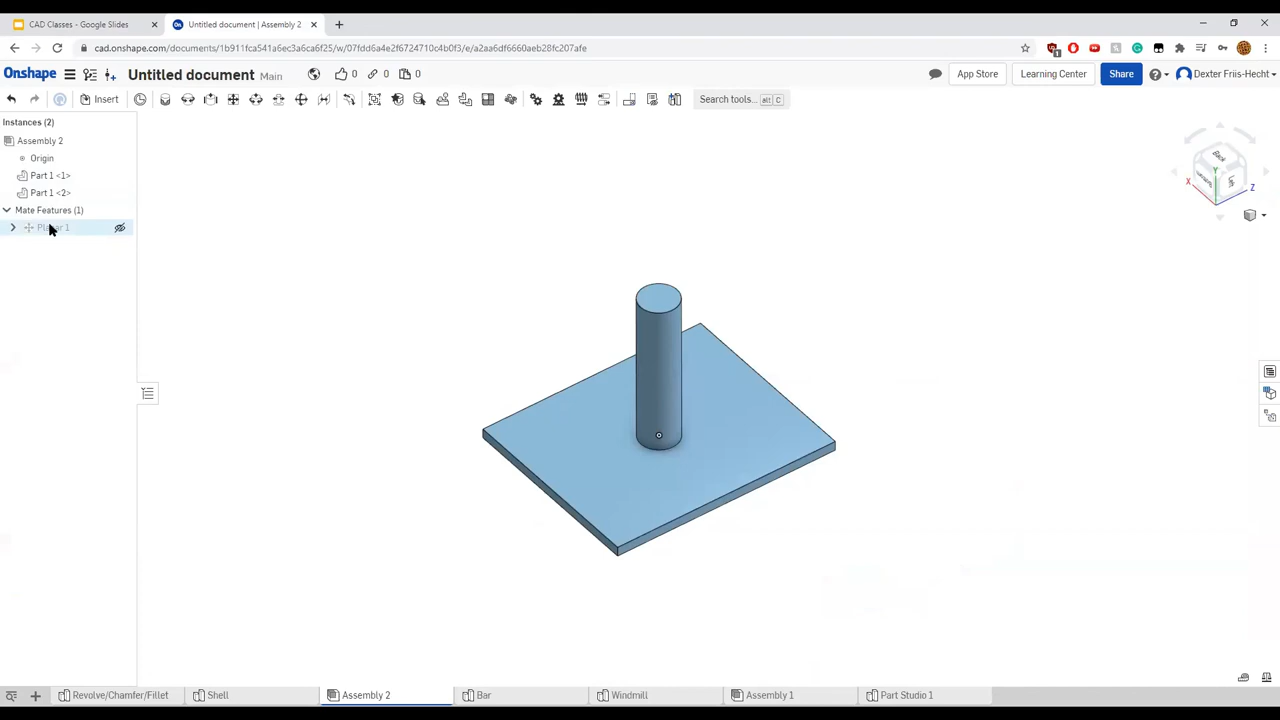 CAD Classes - Google Slides
Untitled document | Assembly 2
cad.onshape.com/documents/1b911fca541a6ec3a6ca6f25/w/07fdd6a4e2f6724710c4b0f3/e/a2aa6df6660aeb28fc207afe
Onshape
Untitled document Main
0
0
0
App Store
Learning Center
Share
Dexter Friis-Hecht
Insert
Search tools... alt C
Instances (2)
Assembly 2
Origin
Part 1 <1>
Part 1 <2>
Mate Features (1)
Back
X
Y
Z
Revolve/Chamfer/Fillet
Shell
Assembly 2
Bar
Windmill
Assembly 1
Part Studio 1